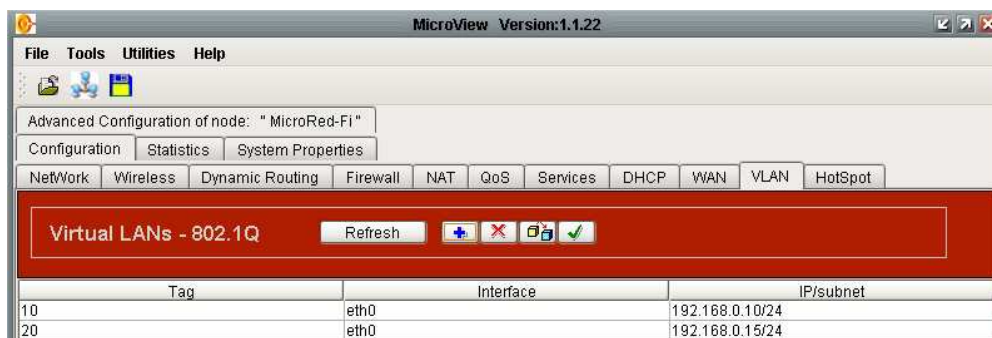 MicroView Version:1.1.22
File Tools Utilities Help
Advanced Configuration of node: "MicroRed-Fi"
Configuration Statistics System Properties
NetWork Wireless Dynamic Routing Firewall NAT QoS Services DHCP WAN VLAN HotSpot
Virtual LANs - 802.1Q Refresh
Tag Interface IP/subnet
10 eth0 192.168.0.10/24
20 eth0 192.168.0.15/24